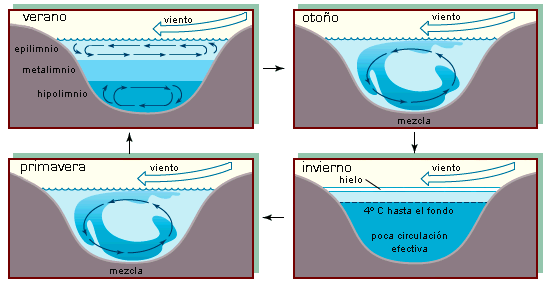 verano
viento
epilimnio
metalimnio
hipolimnio
otoño
viento
mezcla
primavera
viento
mezcla
invierno
viento
hielo
4º C hasta el fondo
poca circulación
efectiva